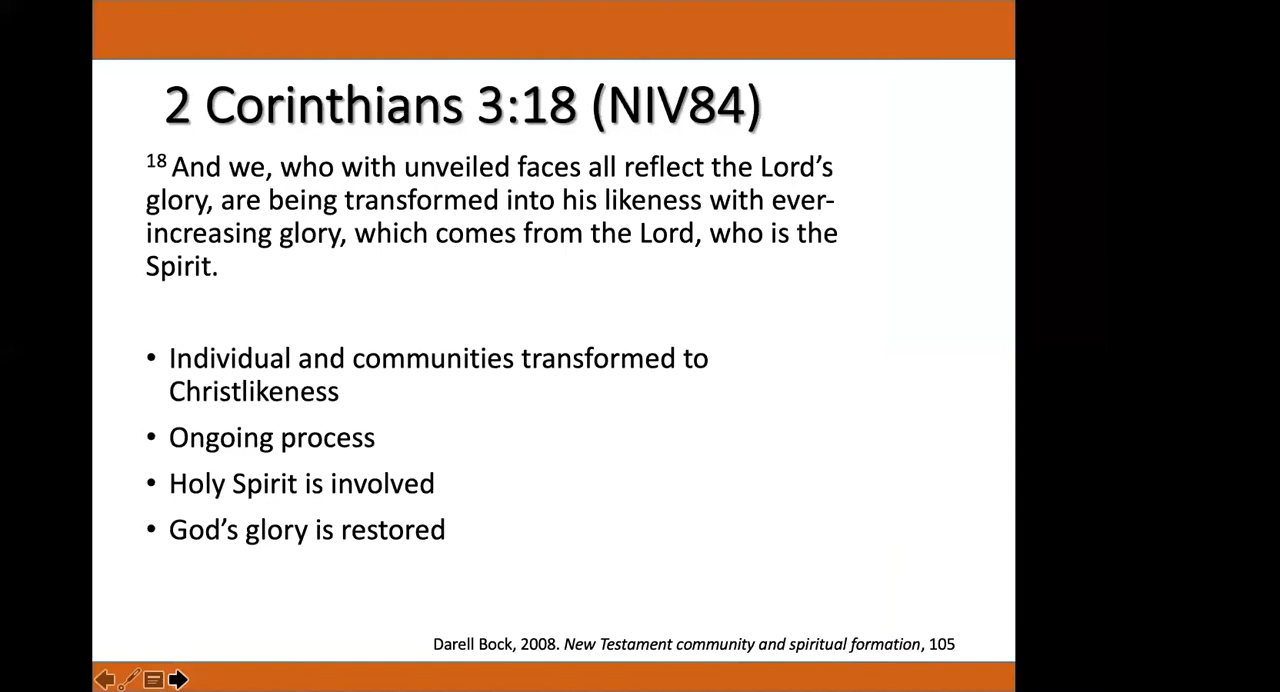 2 Corinthians 3:18 (NIV84)
18 And we, who with unveiled faces all reflect the Lord’s
glory, are being transformed into his likeness with ever-
increasing glory, which comes from the Lord, who is the
Spirit.
• Individual and communities transformed to
Christlikeness
• Ongoing process
• Holy Spirit is involved
• God’s glory is restored
Darell Bock, 2008. New Testament community and spiritual formation, 105